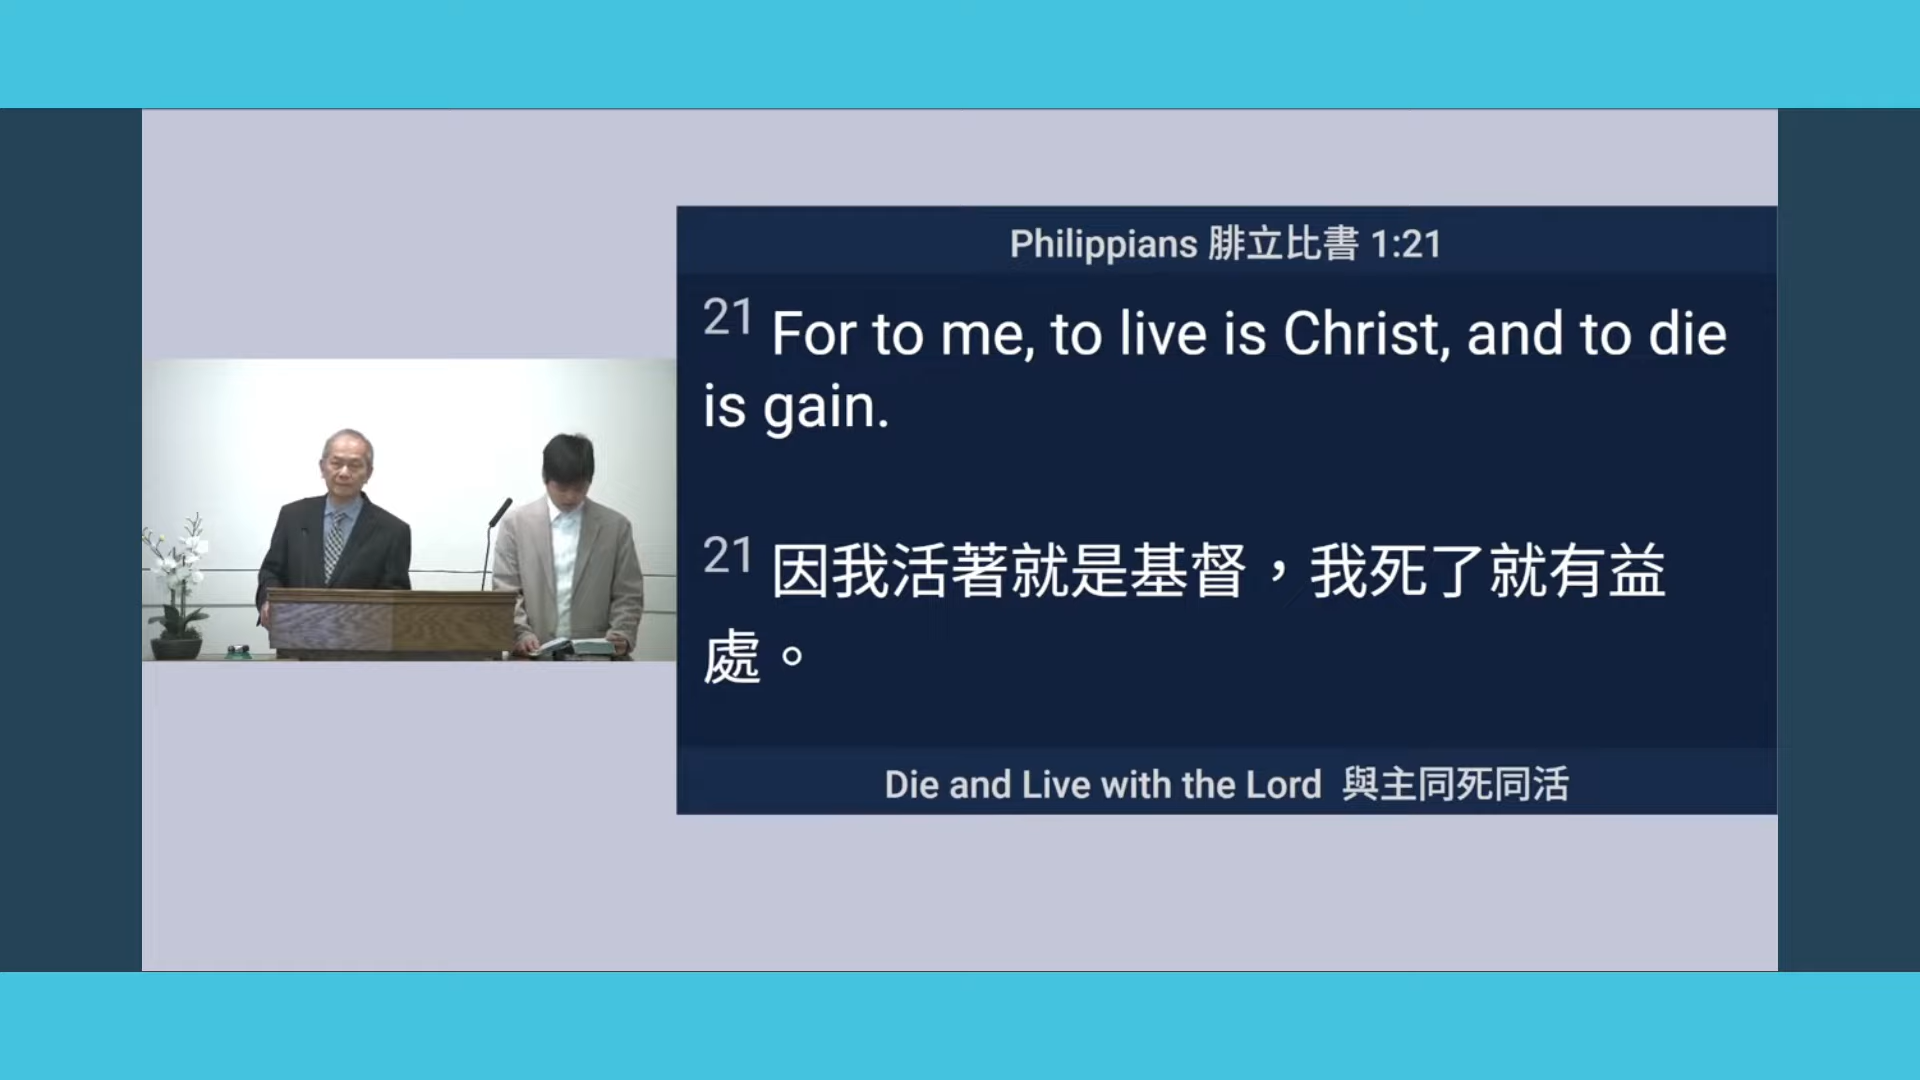 Philippians 腓立比書 1:21
21 For to me, to live is Christ, and to die
is gain.
21 因我活著就是基督，我死了就有益
處。
Die and Live with the Lord 與主同死同活